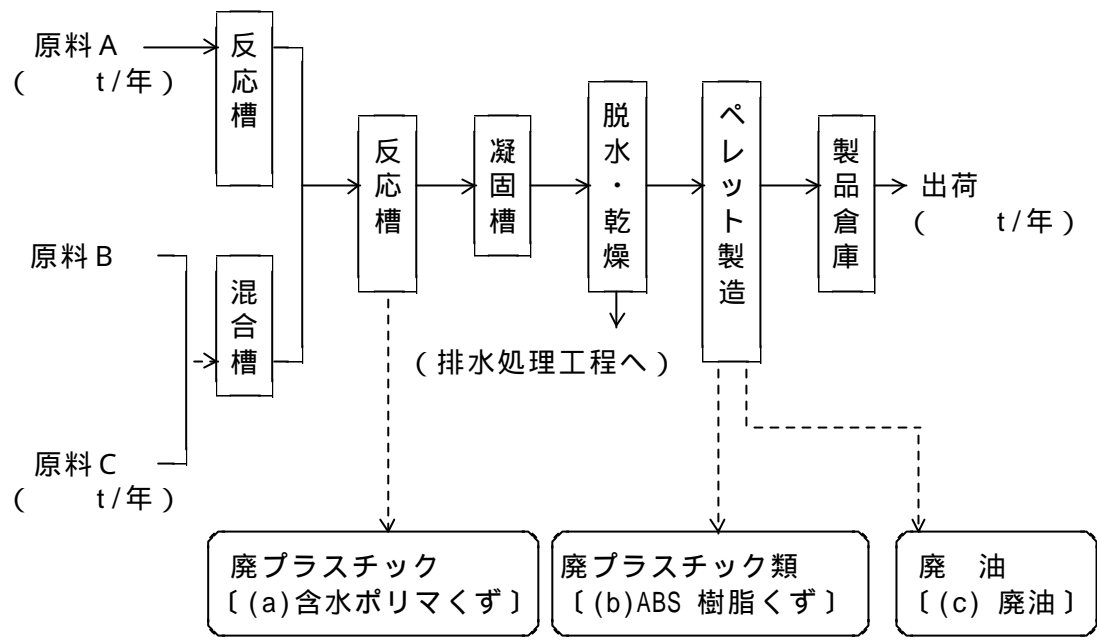 原料A
(　　t/年)
反応槽
原料B
混合槽
原料C
(　　t/年)
反応槽
凝固槽
脱水・乾燥
(排水処理工程へ)
ペレット製造
製品倉庫
出荷
(　　t/年)
廃プラスチック
〔(a)含水ポリマくず〕
廃プラスチック類
〔(b)ABS 樹脂くず〕
廃　油
〔(c) 廃油〕